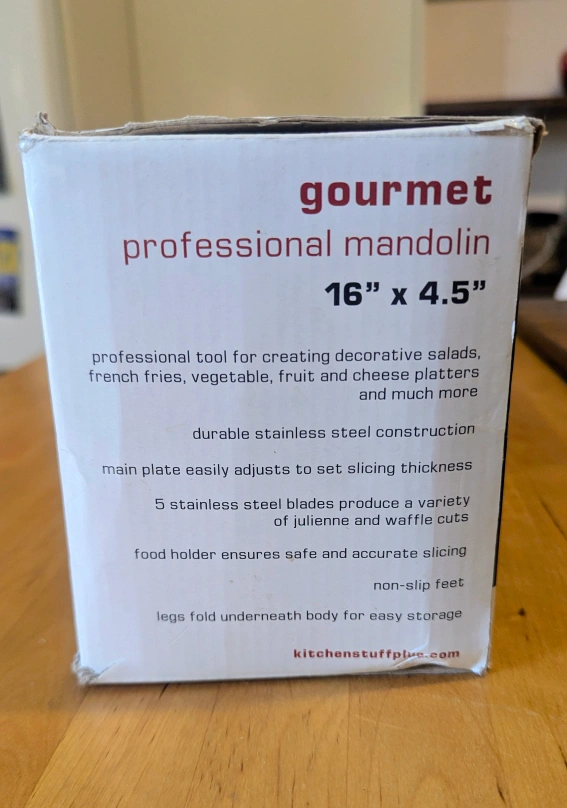 gourmet
professional mandolin
16” x 4.5”
professional tool for creating decorative salads,
french fries, vegetable, fruit and cheese platters
and much more
durable stainless steel construction
main plate easily adjusts to set slicing thickness
5 stainless steel blades produce a variety
of julienne and waffle cuts
food holder ensures safe and accurate slicing
non-slip feet
legs fold underneath body for easy storage
kitchenstuffplus.com